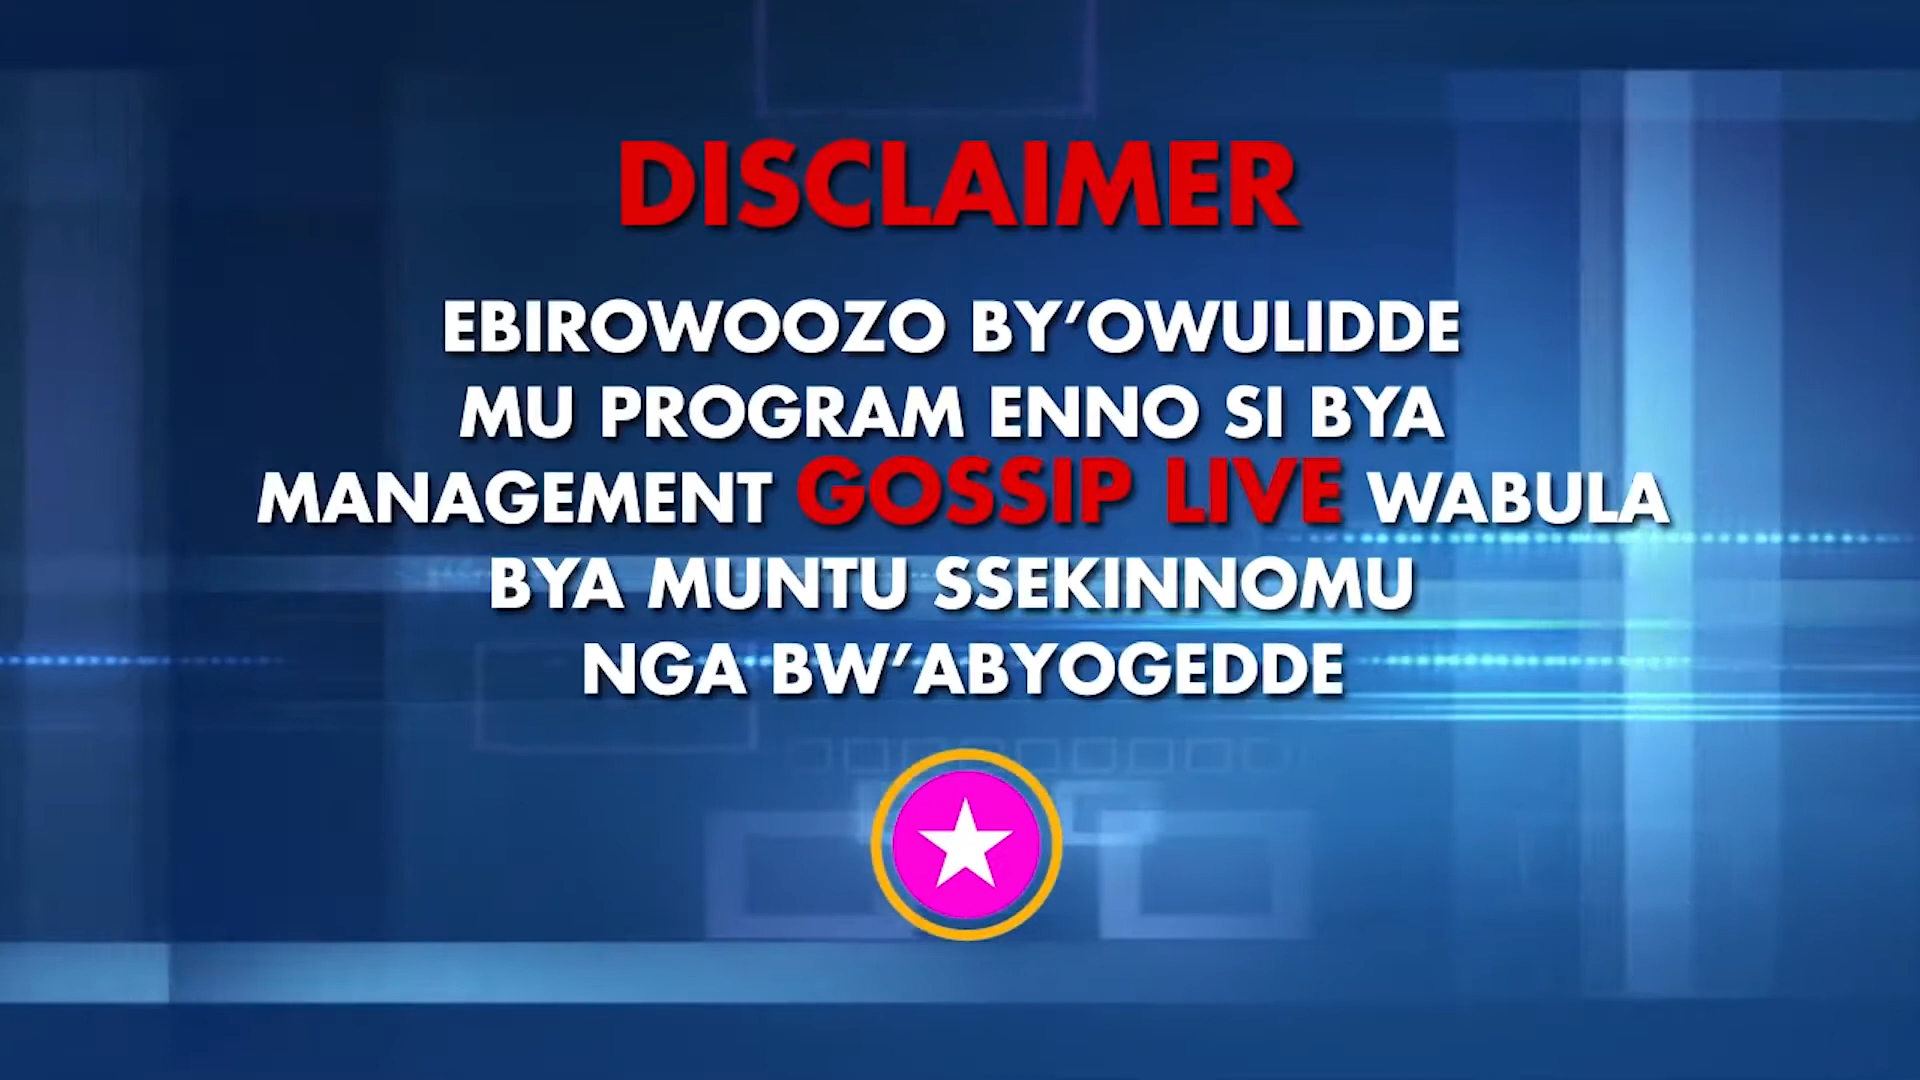 DISCLAIMER
EBIROWOOZO BY’OWULIDDE
MU PROGRAM ENNO SI BYA
MANAGEMENT GOSSIP LIVE WABULA
BYA MUNTU SSEKINNOMU
NGA BW’ABYOGEDDE